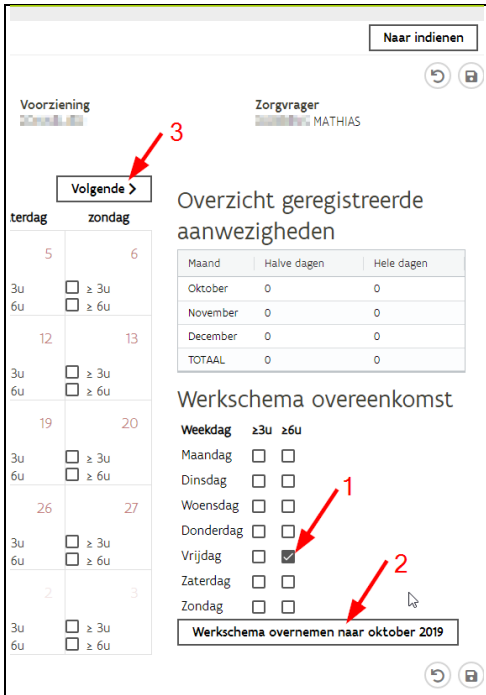 Naar indienen
Voorziening
Zorgvrager
MATHIAS
3
Volgende >
terdag zondag
5 6
3u ≥ 3u
6u ≥ 6u
12 13
3u ≥ 3u
6u ≥ 6u
19 20
3u ≥ 3u
6u ≥ 6u
26 27
3u ≥ 3u
6u ≥ 6u
2 3
3u ≥ 3u
6u ≥ 6u
Overzicht geregistreerde
aanwezigheden
Maand Halve dagen Hele dagen
Oktober 0 0
November 0 0
December 0 0
TOTAAL 0 0
Werkschema overeenkomst
Weekdag ≥3u ≥6u
Maandag
Dinsdag
1
Woensdag
Donderdag
Vrijdag
2
Zaterdag
Zondag
Werkschema overnemen naar oktober 2019